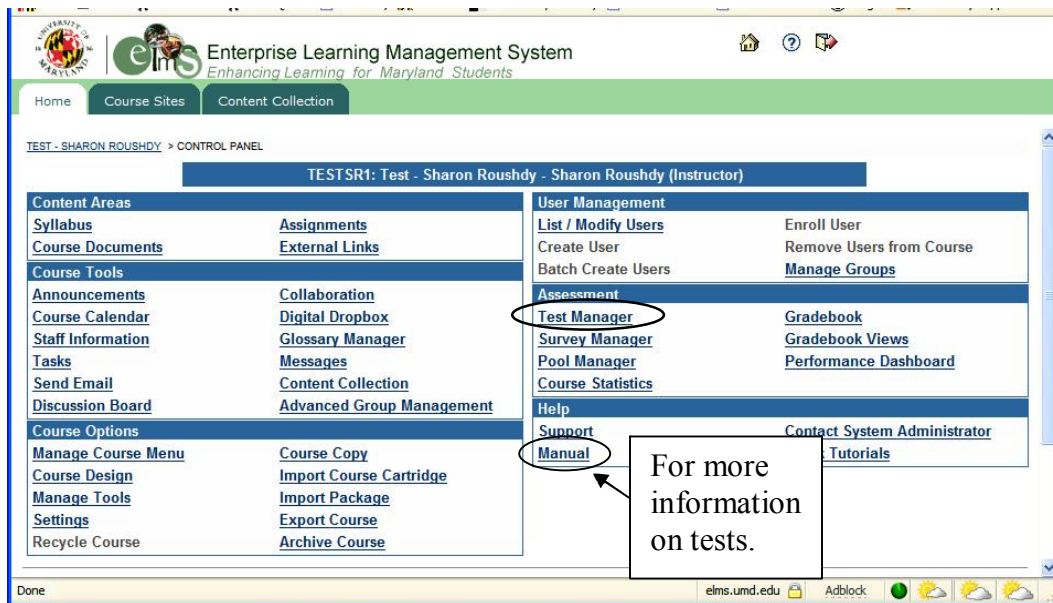 UNIVERSITY OF
18 56
MARYLAND
elms
Enterprise Learning Management System
Enhancing Learning for Maryland Students
Home Course Sites Content Collection
TEST - SHARON ROUSHDY > CONTROL PANEL
TESTSR1: Test - Sharon Roushdy - Sharon Roushdy (Instructor)
Content Areas
Syllabus Assignments
Course Documents External Links
Course Tools
Announcements Collaboration
Course Calendar Digital Dropbox
Staff Information Glossary Manager
Tasks Messages
Send Email Content Collection
Discussion Board Advanced Group Management
Course Options
Manage Course Menu Course Copy
Course Design Import Course Cartridge
Manage Tools Import Package
Settings Export Course
Recycle Course Archive Course
User Management
List / Modify Users Enroll User
Create User Remove Users from Course
Batch Create Users Manage Groups
Assessment
Test Manager Gradebook
Survey Manager Gradebook Views
Pool Manager Performance Dashboard
Course Statistics
Help
Support Contact System Administrator
Manual Tutorials
For more
information
on tests.
Done elms.umd.edu Adblock